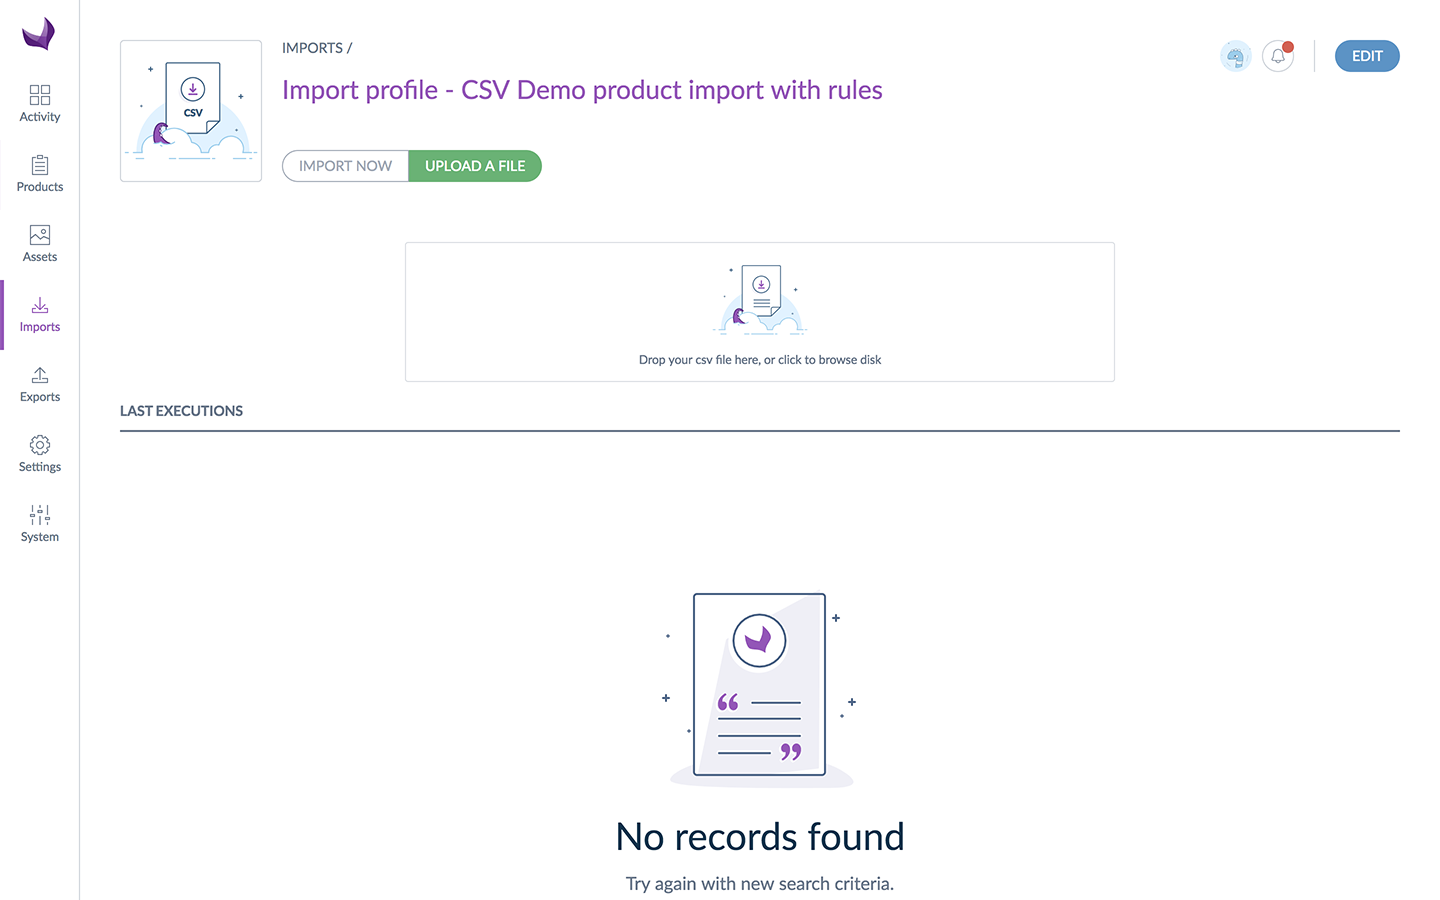 IMPORTS /
Import profile - CSV Demo product import with rules
EDIT
CSV
IMPORT NOW
UPLOAD A FILE
Activity
Products
Assets
Imports
Exports
Settings
System
Drop your csv file here, or click to browse disk
LAST EXECUTIONS
No records found
Try again with new search criteria.